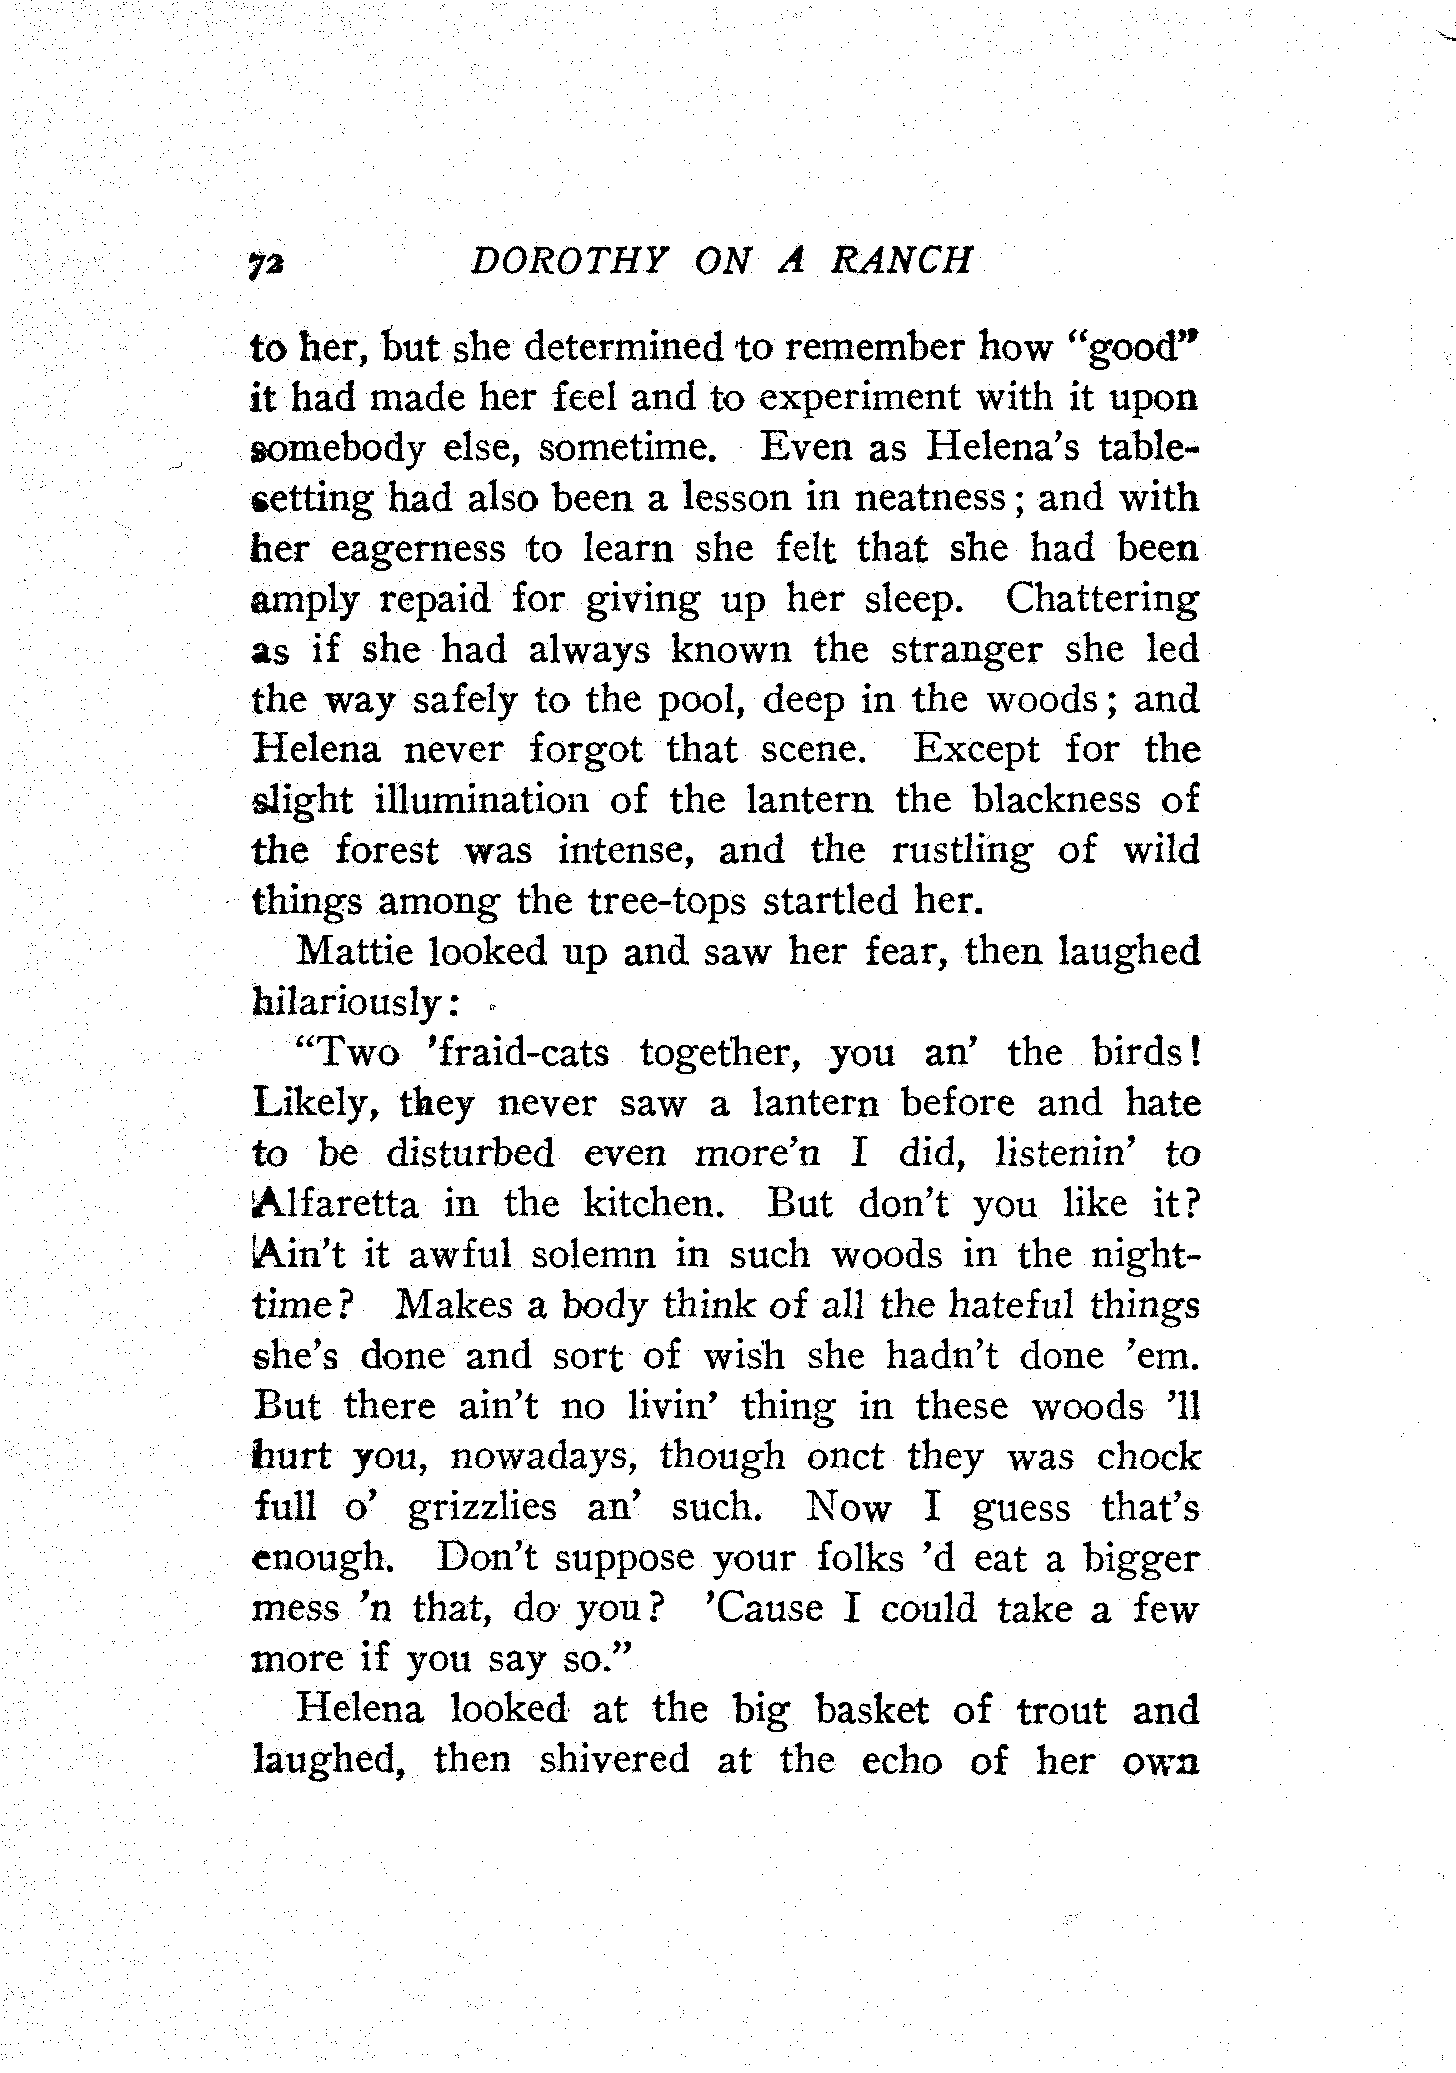 72 DOROTHY ON A RANCH
to her, but she determined to remember how “good”
it had made her feel and to experiment with it upon
somebody else, sometime. Even as Helena’s table-
setting had also been a lesson in neatness; and with
her eagerness to learn she felt that she had been
amply repaid for giving up her sleep. Chattering
as if she had always known the stranger she led
the way safely to the pool, deep in the woods; and
Helena never forgot that scene. Except for the
slight illumination of the lantern the blackness of
the forest was intense, and the rustling of wild
things among the tree-tops startled her.
Mattie looked up and saw her fear, then laughed
hilariously:
“Two ’fraid-cats together, you an’ the birds!
Likely, they never saw a lantern before and hate
to be disturbed even more’n I did, listenin’ to
Alfaretta in the kitchen. But don’t you like it?
Ain’t it awful solemn in such woods in the night-
time? Makes a body think of all the hateful things
she’s done and sort of wish she hadn’t done ’em.
But there ain’t no livin’ thing in these woods ’ll
hurt you, nowadays, though onct they was chock
full o’ grizzlies an’ such. Now I guess that’s
enough. Don’t suppose your folks ’d eat a bigger
mess ’n that, do you? ’Cause I could take a few
more if you say so.”
Helena looked at the big basket of trout and
laughed, then shivered at the echo of her own